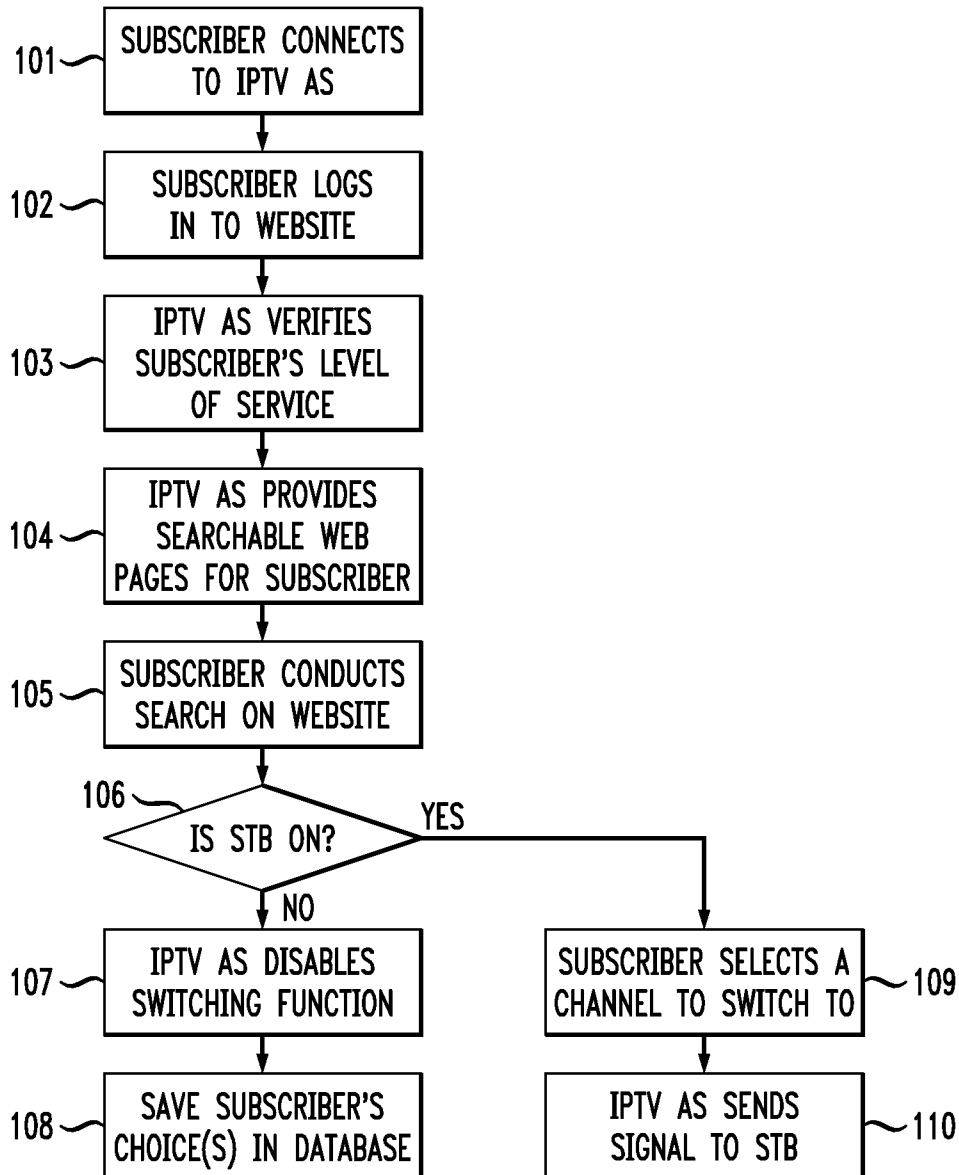 101
SUBSCRIBER CONNECTS
TO IPTV AS
102
SUBSCRIBER LOGS
IN TO WEBSITE
103
IPTV AS VERIFIES
SUBSCRIBER'S LEVEL
OF SERVICE
104
IPTV AS PROVIDES
SEARCHABLE WEB
PAGES FOR SUBSCRIBER
105
SUBSCRIBER CONDUCTS
SEARCH ON WEBSITE
106
IS STB ON?
YES
NO
107
IPTV AS DISABLES
SWITCHING FUNCTION
108
SAVE SUBSCRIBER'S
CHOICE(S) IN DATABASE
SUBSCRIBER SELECTS A
CHANNEL TO SWITCH TO
109
IPTV AS SENDS
SIGNAL TO STB
110